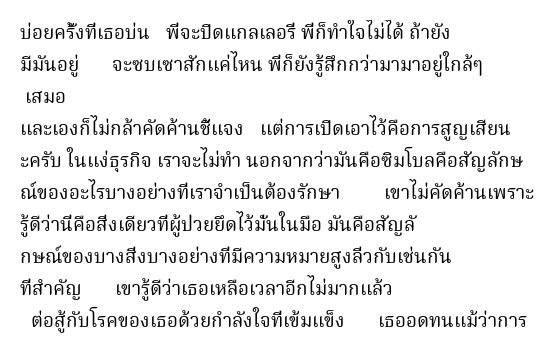 บ่อยครั้งที่เธอบ่น พี่จะปิดแกลเลอรี่ พี่ก็ทำใจไม่ได้ ถ้ายัง
มีมันอยู่ จะซบเซาสักแค่ไหน พี่ก็ยังรู้สึกกว่ามามาอยู่ใกล้ๆ
เสมอ
และเองก็ไม่กล้าคัดค้านชี้แจง แต่การเปิดเอาไว้คือการสูญเสียน
ะครับ ในแง่ธุรกิจ เราจะไม่ทำ นอกจากว่ามันคือซิมโบลคือสัญลักษ
ณ์ของอะไรบางอย่างที่เราจำเป็นต้องรักษา เขาไม่คัดค้านเพราะ
รู้ดีว่านี่คือสิ่งเดียวที่ผู้ป่วยยึดไว้มั่นในมือ มันคือสัญลั
กษณ์ของบางสิ่งบางอย่างที่มีความหมายสูงลิ่วกับเช่นกัน
ที่สำคัญ เขารู้ดีว่าเธอเหลือเวลาอีกไม่มากแล้ว
ต่อสู้กับโรคของเธอด้วยกำลังใจที่เข้มแข็ง เธออดทนแม้ว่าการ